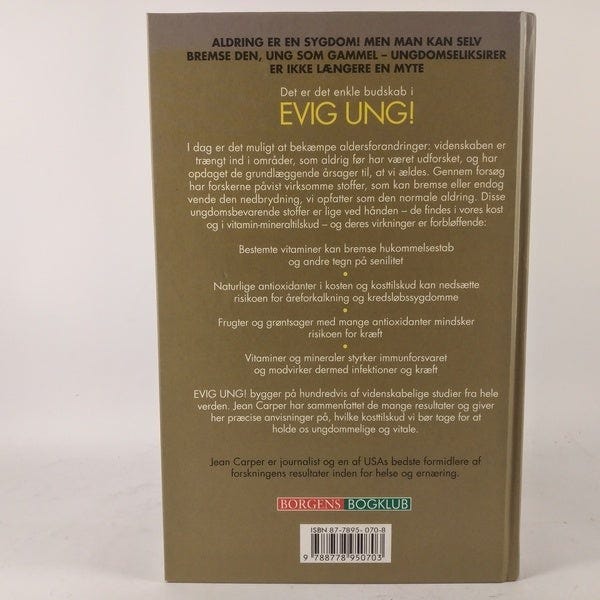 ALDRING ER EN SYGDOM! MEN MAN KAN SELV
BREMSE DEN, UNG SOM GAMMEL – UNGDOMSELIKSIRER
ER IKKE LÆNGERE EN MYTE
Det er det enkle budskab i
EVIG UNG!
I dag er det muligt at bekæmpe aldersforandringer: videnskaben er
trængt ind i områder, som aldrig før har været udforsket, og har
opdaget de grundlæggende årsager til, at vi ældes. Gennem forsøg
har forskerne påvist virksomme stoffer, som kan bremse eller endog
vende den nedbrydning, vi opfatter som den normale aldring. Disse
ungdomsbevarende stoffer er lige ved hånden – de findes i vores kost
og i vitamin-mineraltilskud – og deres virkninger er forbløffende:
Bestemte vitaminer kan bremse hukommelsestab
og andre tegn på senilitet
Naturlige antioxidanter i kosten og kosttilskud kan nedsætte
risikoen for åreforkalkning og kredsløbssygdomme
Frugter og grøntsager med mange antioxidanter mindsker
risikoen for kræft
Vitaminer og mineraler styrker immunforsvaret
og modvirker dermed infektioner og kræft
EVIG UNG! bygger på hundredvis af videnskabelige studier fra hele
verden. Jean Carper har sammenfattet de mange resultater og giver
her præcise anvisninger på, hvilke kosttilskud vi bør tage for at
holde os ungdommelige og vitale.
Jean Carper er journalist og en af USAs bedste formidlere af
forskningens resultater inden for helse og ernæring.
BORGENS BOGKLUB
ISBN 87-7895-070-8
9 788778 950703